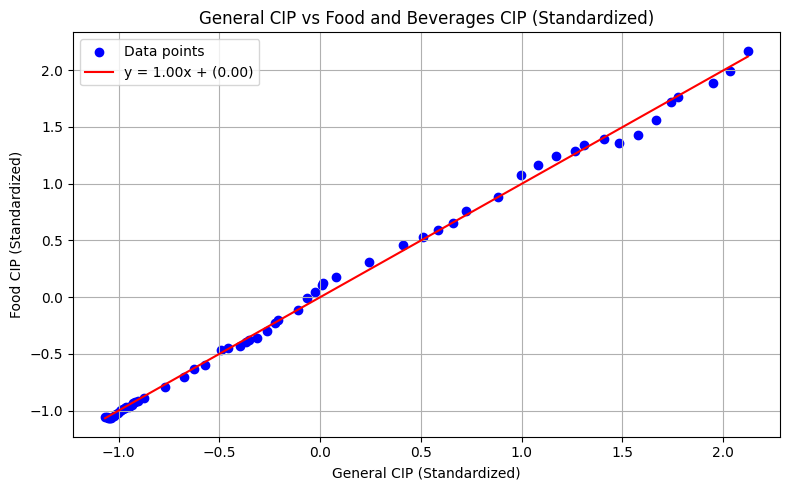 General CIP vs Food and Beverages CIP (Standardized)
Data points
y = 1.00x + (0.00)
Food CIP (Standardized)
2.0
1.5
1.0
0.5
0.0
−0.5
−1.0
−1.0 −0.5 0.0 0.5 1.0 1.5 2.0
General CIP (Standardized)